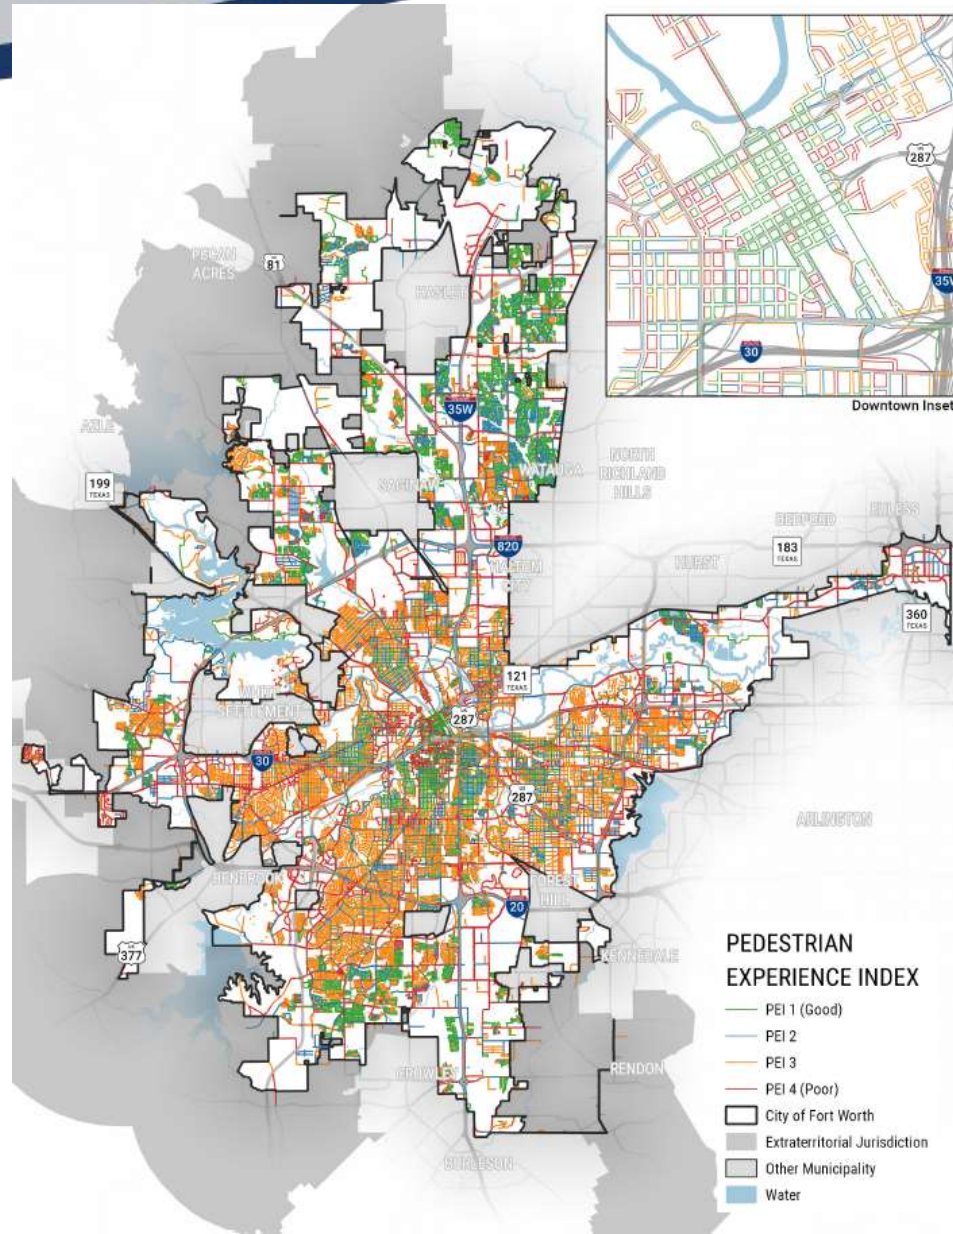 287
35W
30
Downtown Inset
PECAN
ACRES
US
81
HASLET
35W
AZLE
199
TEXAS
SAGINAW
WATAUGA
NORTH
RICHLAND
HILLS
BEDFORD
EULESS
183
TEXAS
820
HALTOM
CITY
HURST
360
TEXAS
121
TEXAS
WHITE
SETTLEMENT
287
30
US
287
ARLINGTON
BENBROOK
FOREST
HILL
20
US
377
KENNEDALE
CROWLEY
RENDON
BURLESON
PEDESTRIAN
EXPERIENCE INDEX
PEI 1 (Good)
PEI 2
PEI 3
PEI 4 (Poor)
City of Fort Worth
Extraterritorial Jurisdiction
Other Municipality
Water